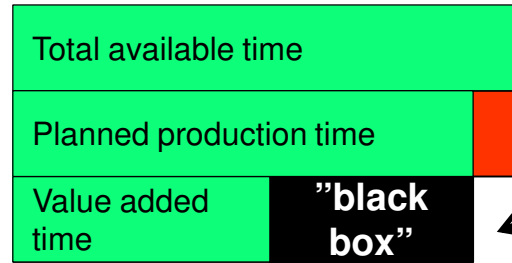 Total available time
Planned production time
Value added
time
”black
box”